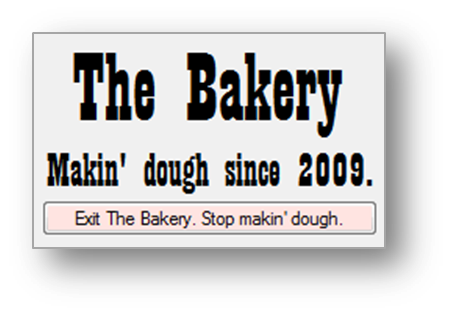 The Bakery
Makin' dough since 2009.
Exit The Bakery. Stop makin' dough.